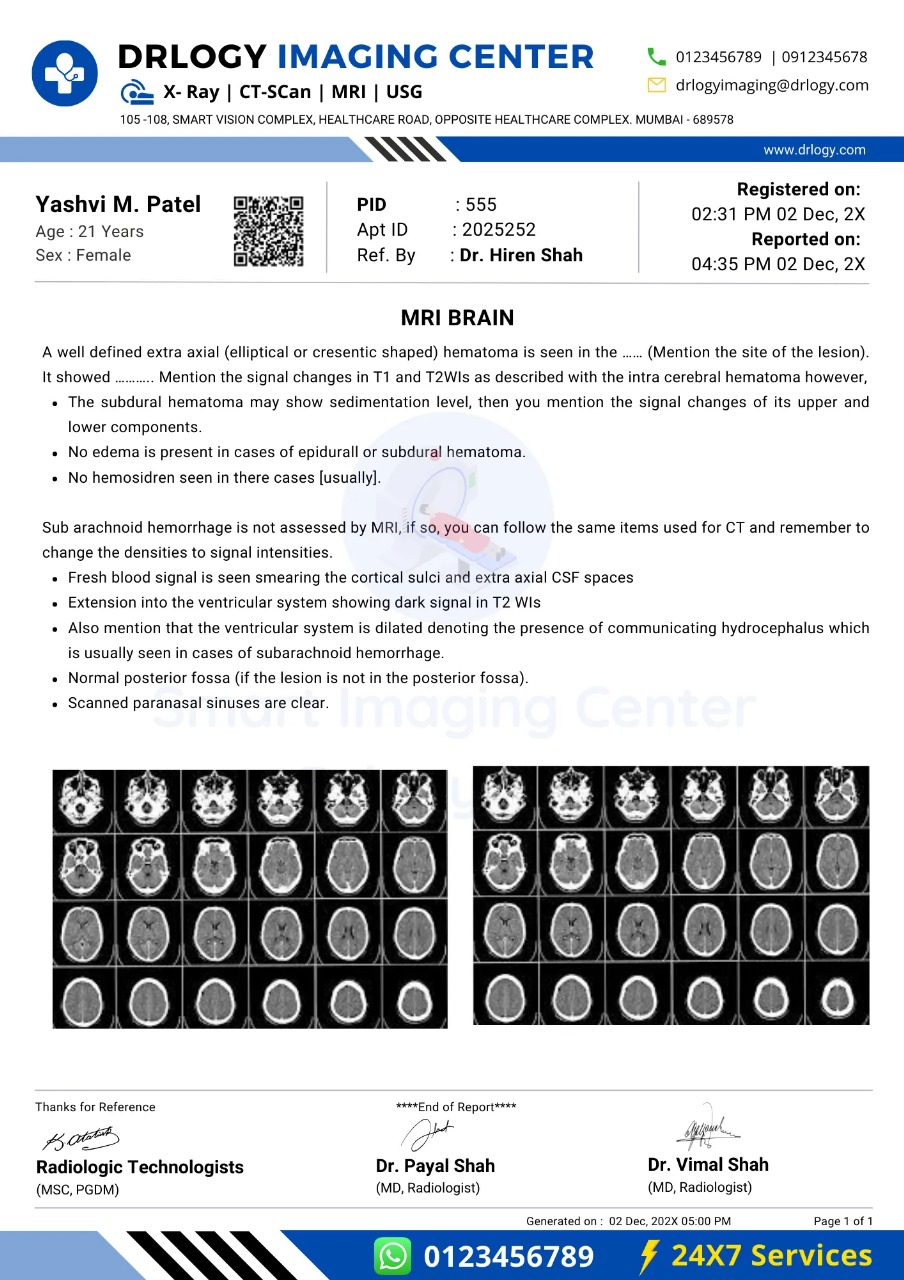 DRLOGY IMAGING CENTER
X- Ray | CT-SCan | MRI | USG
105 -108, SMART VISION COMPLEX, HEALTHCARE ROAD, OPPOSITE HEALTHCARE COMPLEX. MUMBAI - 689578
0123456789 | 0912345678
drlogyimaging@drlogy.com
www.drlogy.com
Yashvi M. Patel
Age : 21 Years
Sex : Female
PID : 555
Apt ID : 2025252
Ref. By : Dr. Hiren Shah
Registered on:
02:31 PM 02 Dec, 2X
Reported on:
04:35 PM 02 Dec, 2X
MRI BRAIN
A well defined extra axial (elliptical or cresentic shaped) hematoma is seen in the ...... (Mention the site of the lesion).
It showed ........... Mention the signal changes in T1 and T2WIs as described with the intra cerebral hematoma however,
• The subdural hematoma may show sedimentation level, then you mention the signal changes of its upper and
lower components.
• No edema is present in cases of epidurall or subdural hematoma.
• No hemosidren seen in there cases [usually].
Sub arachnoid hemorrhage is not assessed by MRI, if so, you can follow the same items used for CT and remember to
change the densities to signal intensities.
• Fresh blood signal is seen smearing the cortical sulci and extra axial CSF spaces
• Extension into the ventricular system showing dark signal in T2 WIs
• Also mention that the ventricular system is dilated denoting the presence of communicating hydrocephalus which
is usually seen in cases of subarachnoid hemorrhage.
• Normal posterior fossa (if the lesion is not in the posterior fossa).
• Scanned paranasal sinuses are clear.
Smart Imaging Center
Thanks for Reference
****End of Report****
Radiologic Technologists
(MSC, PGDM)
Dr. Payal Shah
(MD, Radiologist)
Dr. Vimal Shah
(MD, Radiologist)
Generated on : 02 Dec, 202X 05:00 PM
Page 1 of 1
0123456789
24X7 Services